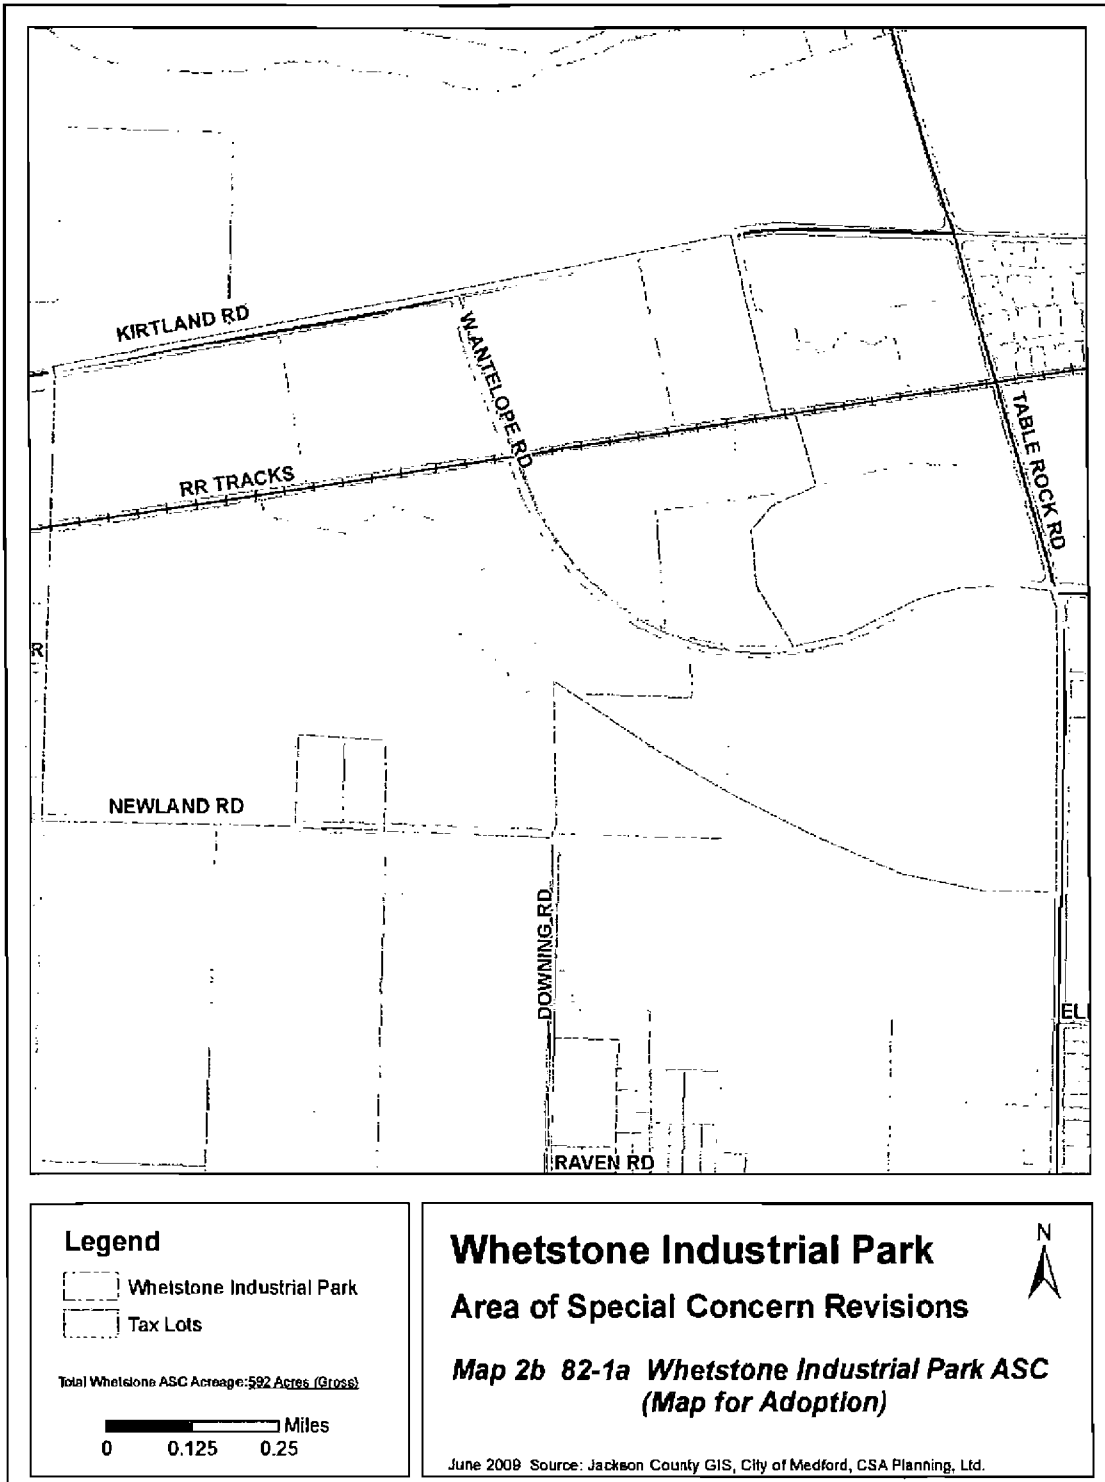 KIRTLAND RD
W ANTELOPE RD
TABLE ROCK RD
RR TRACKS
R
NEWLAND RD
DOWNING RD
ELI
RAVEN RD
Legend
Whetstone Industrial Park
Tax Lots
Total Whetstone ASC Acreage:592 Acres (Gross)
Miles
0 0.125 0.25
Whetstone Industrial Park
N
Area of Special Concern Revisions
Map 2b 82-1a Whetstone Industrial Park ASC
(Map for Adoption)
June 2009 Source: Jackson County GIS, City of Medford, CSA Planning, Ltd.